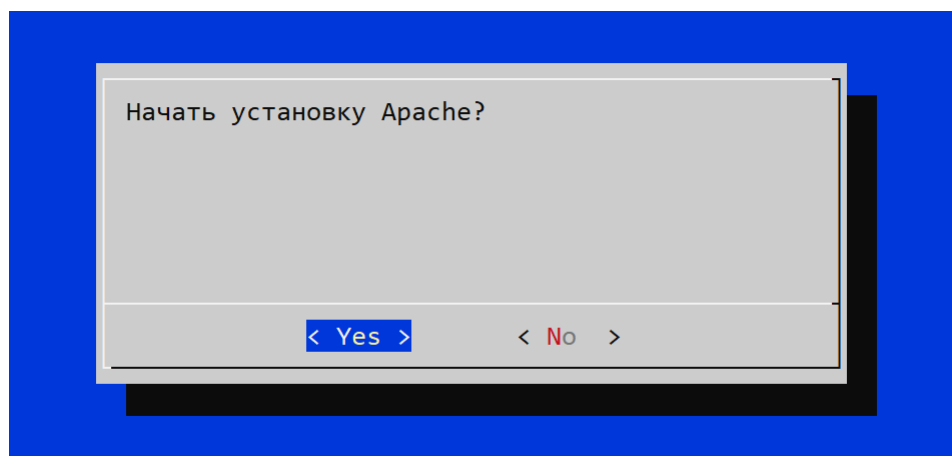 Начать установку Apache?
< Yes > < No >